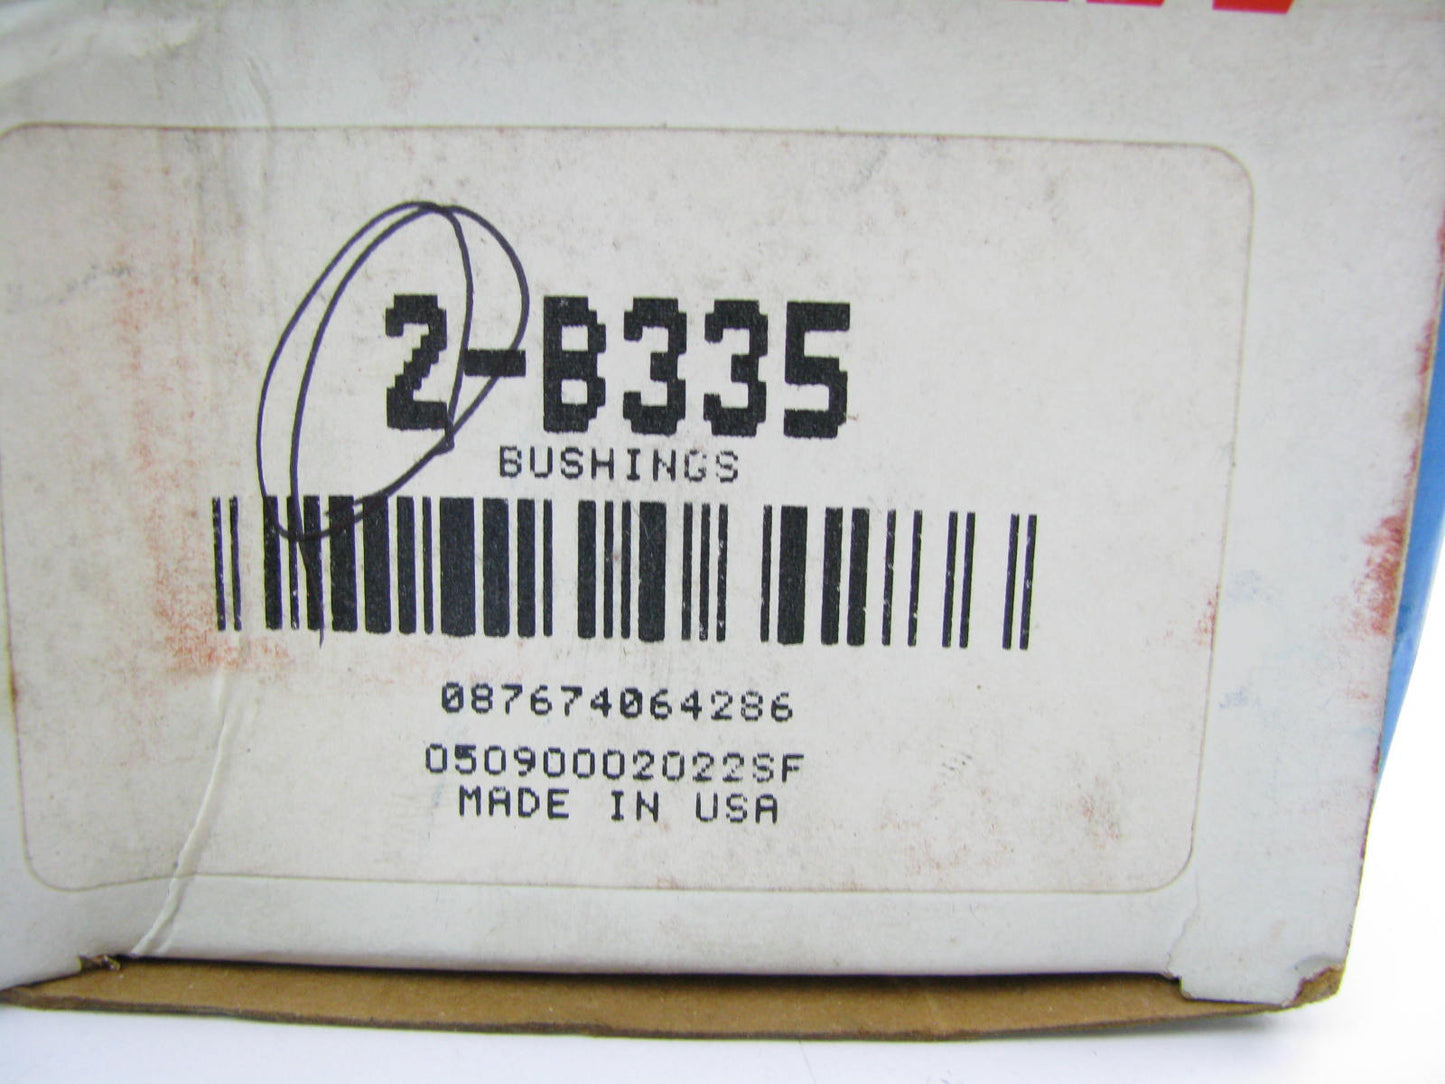 2-B335
BUSHINGS
087674064286
05090002022SF
MADE IN USA